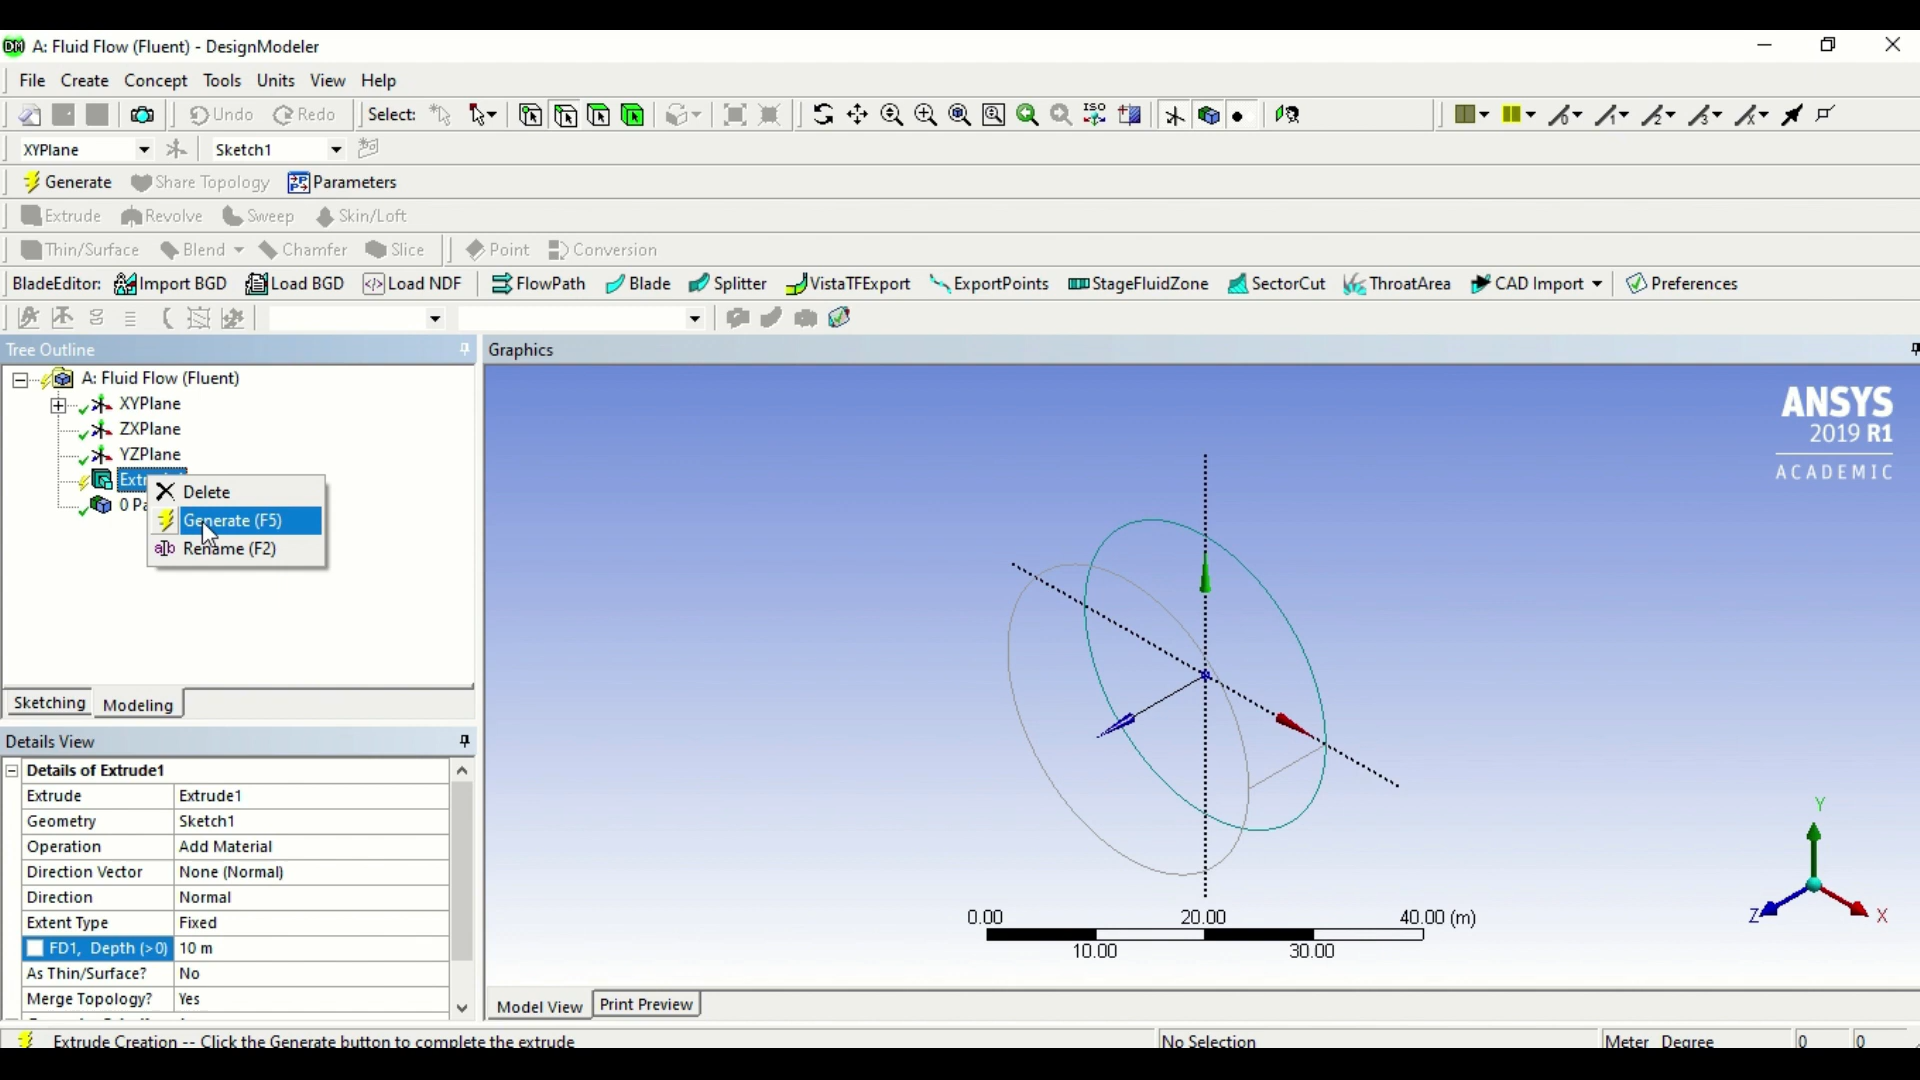 DM A: Fluid Flow (Fluent) - DesignModeler
File Create Concept Tools Units View Help
Undo Redo Select: ISO
XYPlane Sketch1
Generate Share Topology Parameters
Extrude Revolve Sweep Skin/Loft
Thin/Surface Blend Chamfer Slice Point Conversion
BladeEditor: Import BGD Load BGD Load NDF FlowPath Blade Splitter VistaTFExport ExportPoints StageFluidZone SectorCut ThroatArea CAD Import Preferences
Tree Outline
A: Fluid Flow (Fluent)
XYPlane
ZXPlane
YZPlane
Extr
0 Pa
Delete
Generate (F5)
Rename (F2)
Sketching Modeling
Details View
Details of Extrude1
Extrude Extrude1
Geometry Sketch1
Operation Add Material
Direction Vector None (Normal)
Direction Normal
Extent Type Fixed
FD1, Depth (>0) 10 m
As Thin/Surface? No
Merge Topology? Yes
Graphics
ANSYS
2019 R1
ACADEMIC
Y
Z X
0.00 20.00 40.00 (m)
10.00 30.00
Model View Print Preview
Extrude Creation -- Click the Generate button to complete the extrude No Selection Meter Degree 0 0